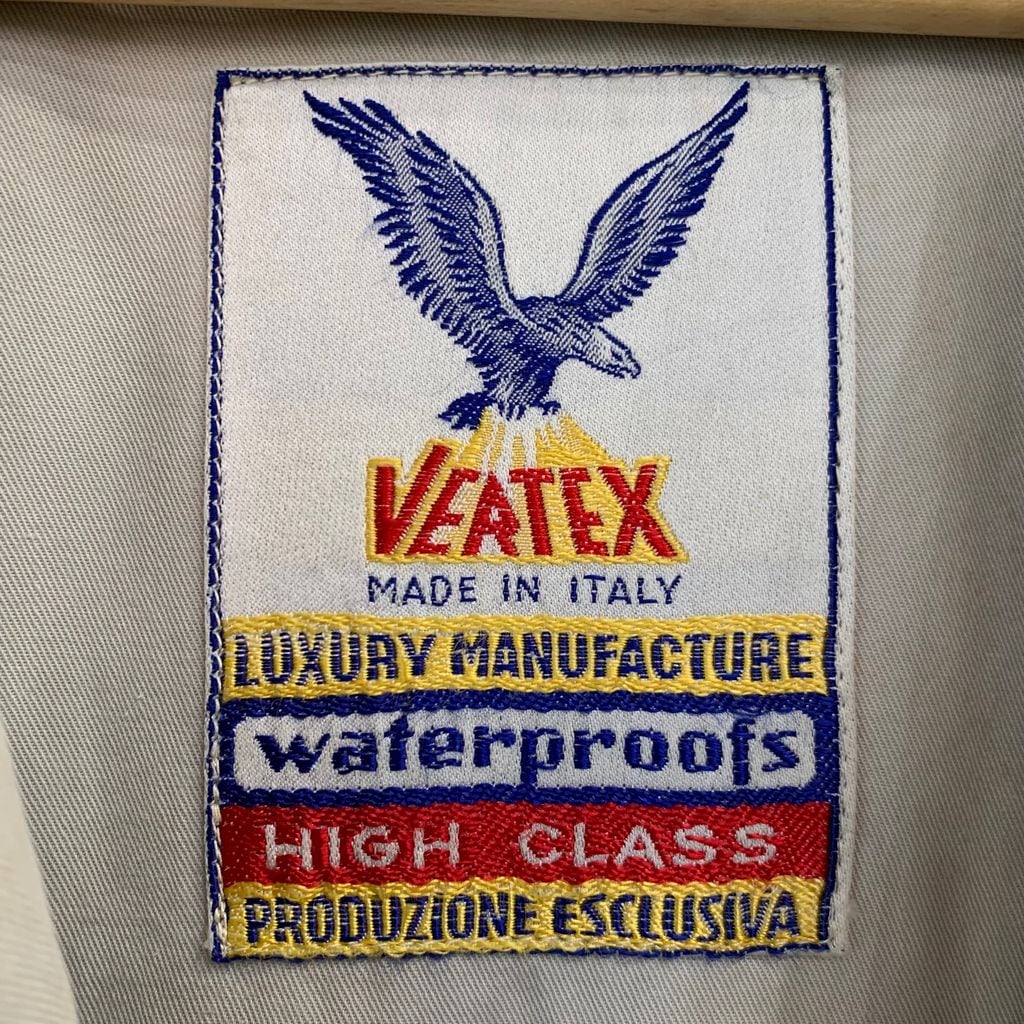 VERTEX
MADE IN ITALY
LUXURY MANUFACTURE
waterproofs
HIGH CLASS
PRODUZIONE ESCLUSIVA